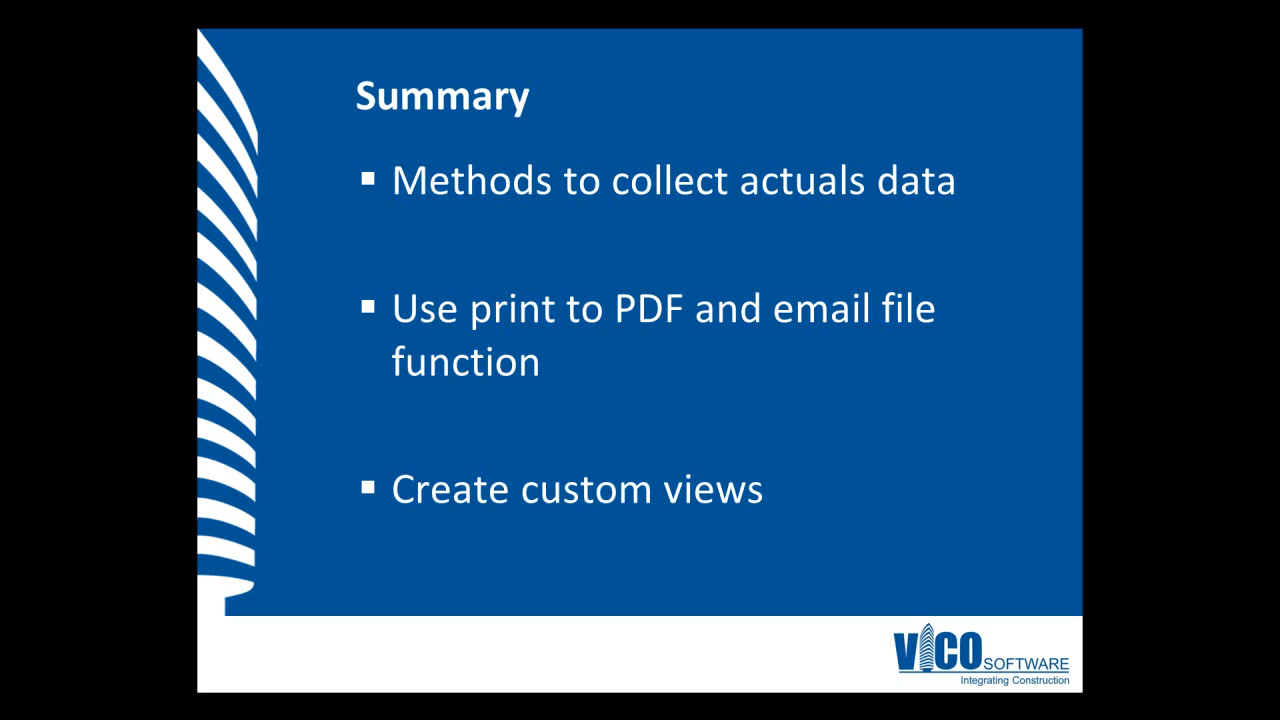 Summary
▪ Methods to collect actuals data
▪ Use print to PDF and email file
function
▪ Create custom views
VICO SOFTWARE
Integrating Construction